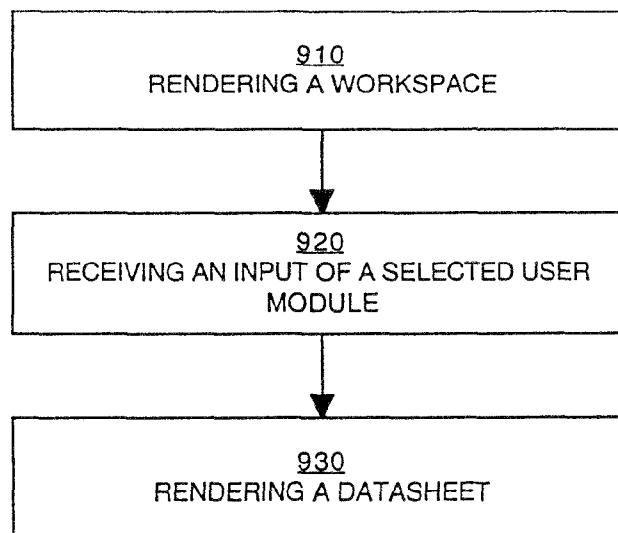 910
RENDERING A WORKSPACE
920
RECEIVING AN INPUT OF A SELECTED USER
MODULE
930
RENDERING A DATASHEET